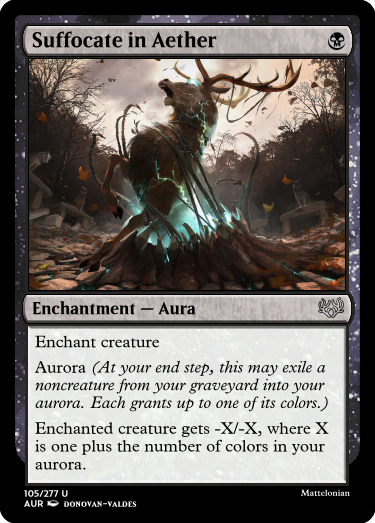 Suffocate in Aether
Enchantment — Aura
Enchant creature
Aurora (At your end step, this may exile a
noncreature from your graveyard into your
aurora. Each grants up to one of its colors.)
Enchanted creature gets -X/-X, where X
is one plus the number of colors in your
aurora.
105/277 U
Mattelonian
AUR DONOVAN-VALDES